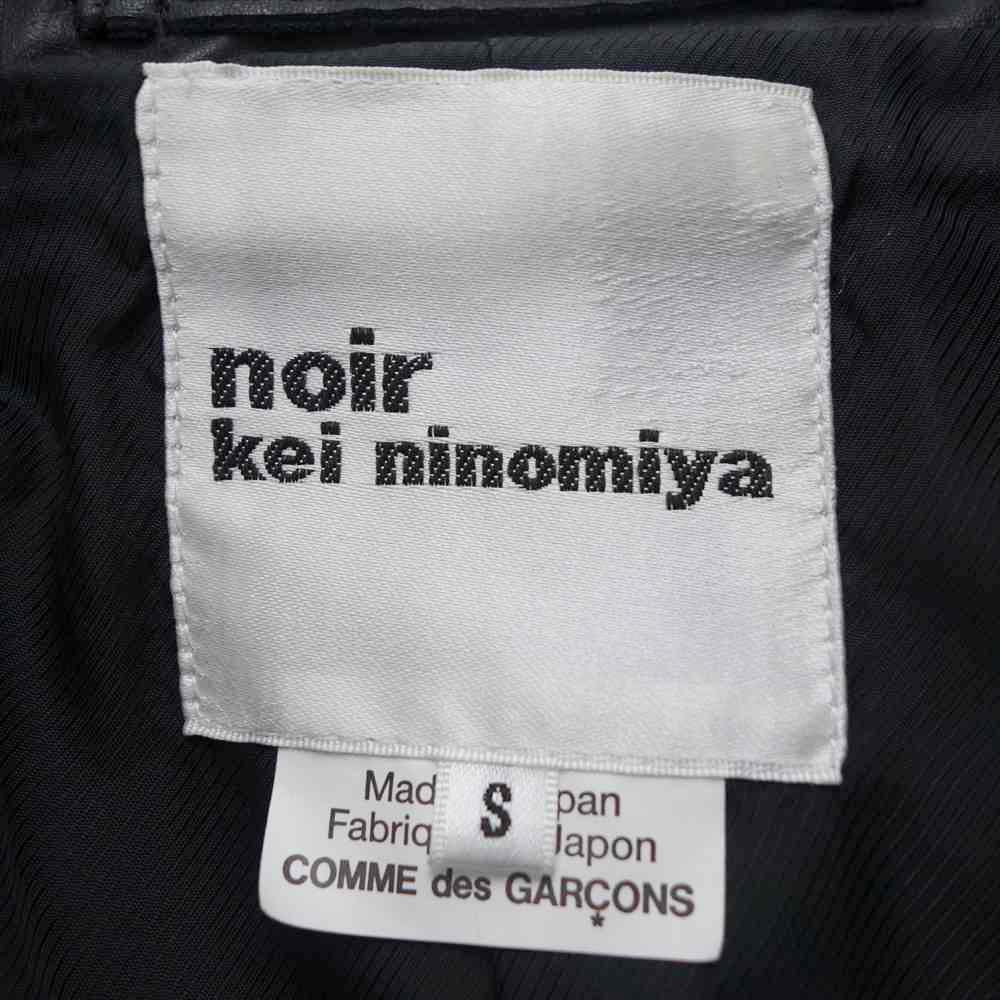 noir
kei ninomiya
S
Mad pan
Fabriq Japon
COMME des GARÇONS
*